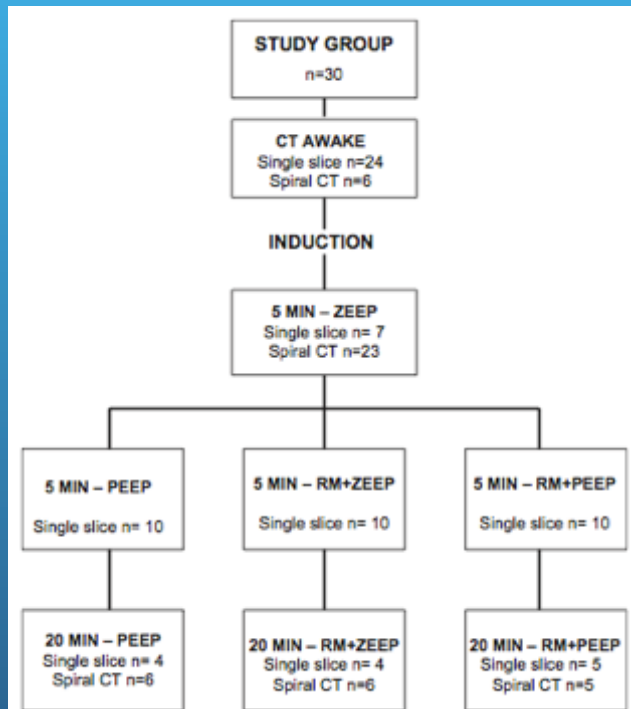 STUDY GROUP
n=30
CT AWAKE
Single slice n=24
Spiral CT n=6
INDUCTION
5 MIN – ZEEP
Single slice n= 7
Spiral CT n=23
5 MIN – PEEP
Single slice n= 10
5 MIN – RM+ZEEP
Single slice n= 10
5 MIN – RM+PEEP
Single slice n= 10
20 MIN – PEEP
Single slice n= 4
Spiral CT n=6
20 MIN – RM+ZEEP
Single slice n= 4
Spiral CT n=6
20 MIN – RM+PEEP
Single slice n= 5
Spiral CT n=5